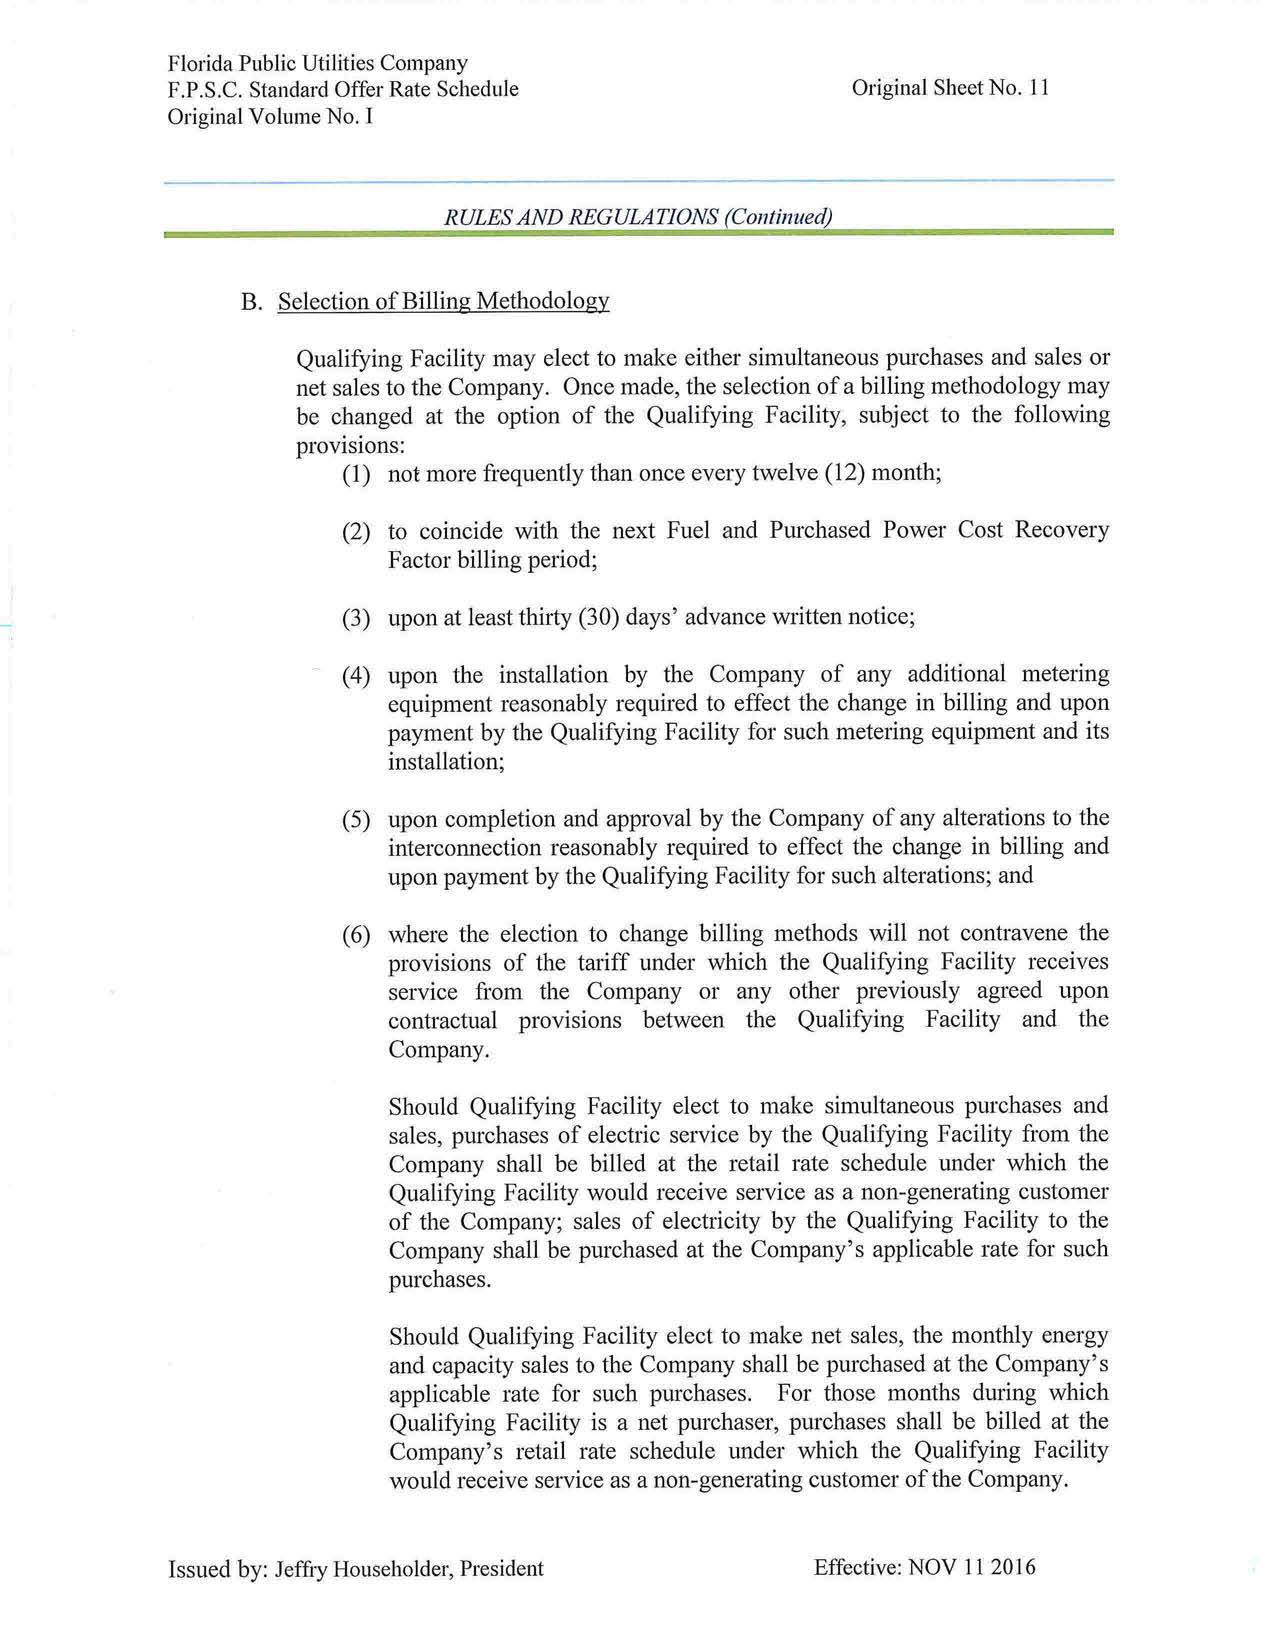 Florida Public Utilities Company
F.P.S.C. Standard Offer Rate Schedule
Original Sheet No. 11
Original Volume No. I
RULES AND REGULATIONS (Continued)
B. Selection of Billing Methodology
Qualifying Facility may elect to make either simultaneous purchases and sales or
net sales to the Company. Once made, the selection of a billing methodology may
be changed at the option of the Qualifying Facility, subject to the following
provisions:
(1) not more frequently than once every twelve (12) month;
(2) to coincide with the next Fuel and Purchased Power Cost Recovery
Factor billing period;
(3) upon at least thirty (30) days’ advance written notice;
(4) upon the installation by the Company of any additional metering
equipment reasonably required to effect the change in billing and upon
payment by the Qualifying Facility for such metering equipment and its
installation;
(5) upon completion and approval by the Company of any alterations to the
interconnection reasonably required to effect the change in billing and
upon payment by the Qualifying Facility for such alterations; and
(6) where the election to change billing methods will not contravene the
provisions of the tariff under which the Qualifying Facility receives
service from the Company or any other previously agreed upon
contractual provisions between the Qualifying Facility and the
Company.
Should Qualifying Facility elect to make simultaneous purchases and
sales, purchases of electric service by the Qualifying Facility from the
Company shall be billed at the retail rate schedule under which the
Qualifying Facility would receive service as a non-generating customer
of the Company; sales of electricity by the Qualifying Facility to the
Company shall be purchased at the Company’s applicable rate for such
purchases.
Should Qualifying Facility elect to make net sales, the monthly energy
and capacity sales to the Company shall be purchased at the Company’s
applicable rate for such purchases. For those months during which
Qualifying Facility is a net purchaser, purchases shall be billed at the
Company’s retail rate schedule under which the Qualifying Facility
would receive service as a non-generating customer of the Company.
Issued by: Jeffry Householder, President
Effective: NOV 11 2016